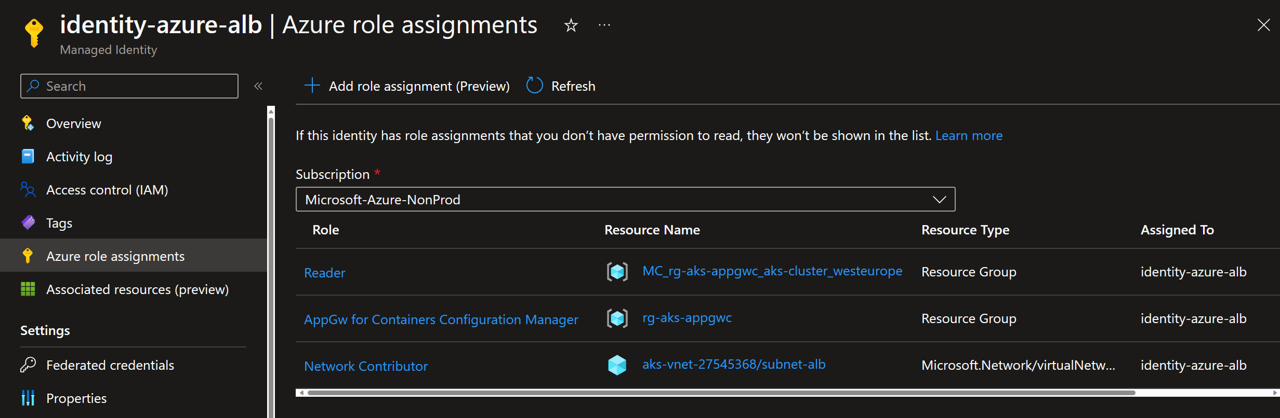 identity-azure-alb | Azure role assignments ☆ ···
Managed Identity
Search
Overview
Activity log
Access control (IAM)
Tags
Azure role assignments
Associated resources (preview)
Settings
Federated credentials
Properties
Add role assignment (Preview) Refresh
If this identity has role assignments that you don't have permission to read, they won't be shown in the list. Learn more
Subscription *
Microsoft-Azure-NonProd
Role Resource Name Resource Type Assigned To
Reader MC_rg-aks-appgwc_aks-cluster_westeurope Resource Group identity-azure-alb
AppGw for Containers Configuration Manager rg-aks-appgwc Resource Group identity-azure-alb
Network Contributor aks-vnet-27545368/subnet-alb Microsoft.Network/virtualNetw... identity-azure-alb